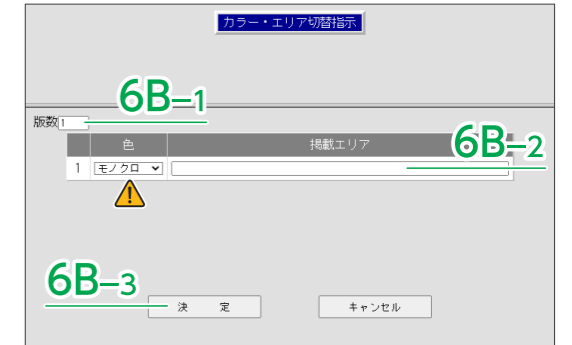 カラー・エリア切替指示
6B–1
版数 1
色 掲載エリア
6B–2
1 モノクロ
6B–3
決 定 キャンセル